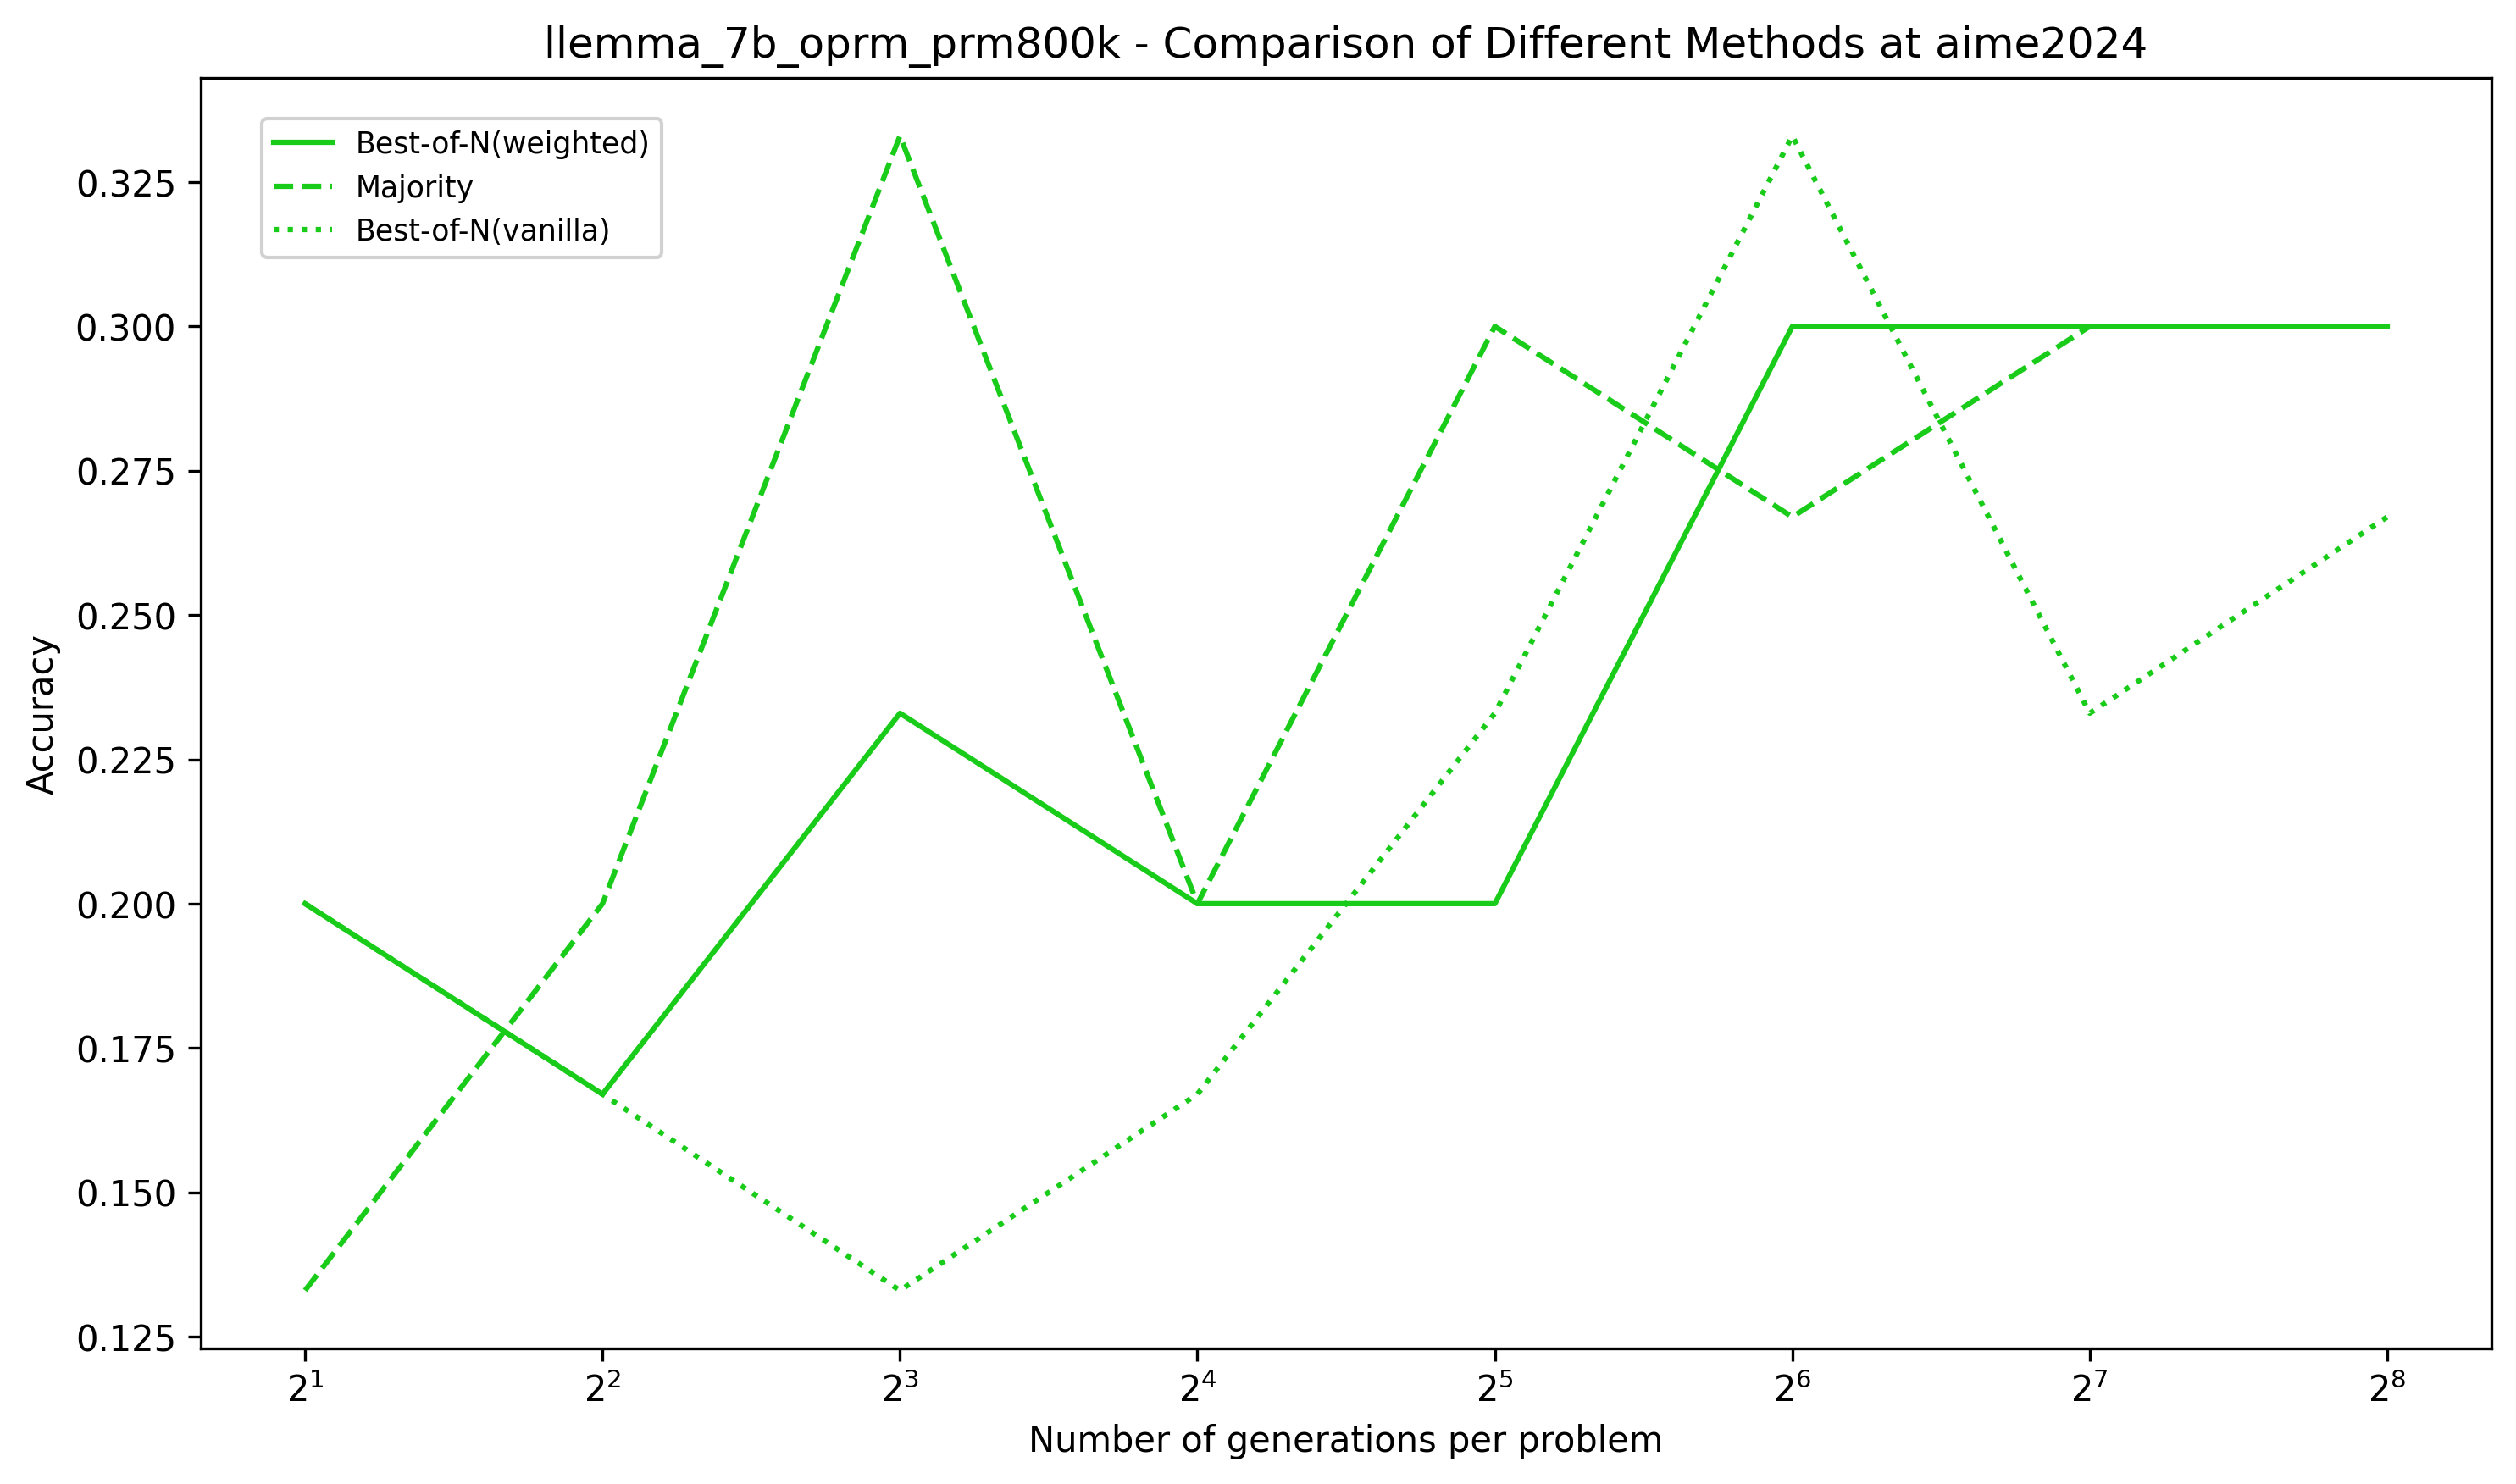 llemma_7b_oprm_prm800k - Comparison of Different Methods at aime2024
Best-of-N(weighted)
Majority
Best-of-N(vanilla)
Accuracy
0.325
0.300
0.275
0.250
0.225
0.200
0.175
0.150
0.125
2¹ 2² 2³ 2⁴ 2⁵ 2⁶ 2⁷ 2⁸
Number of generations per problem